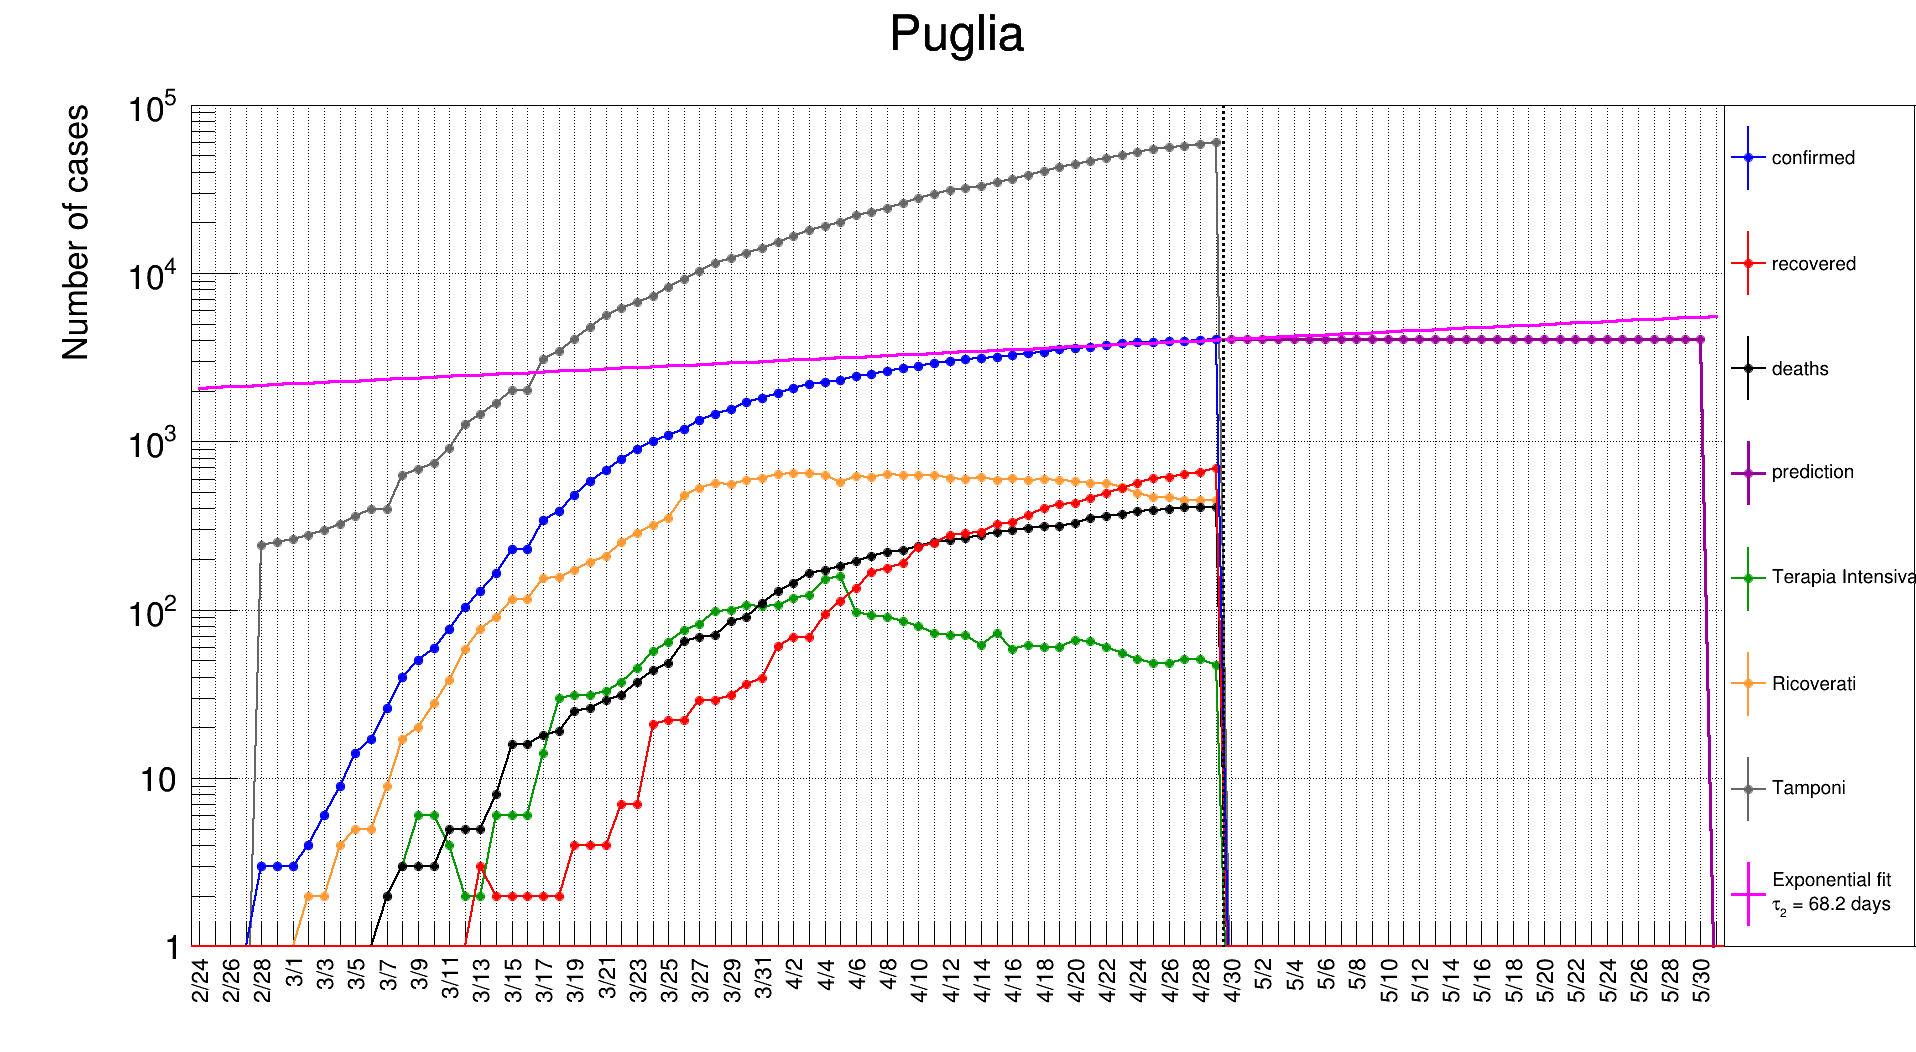 Puglia
Number of cases
10^5
10^4
10^3
10^2
10
1
2/24 2/26 2/28 3/1 3/3 3/5 3/7 3/9 3/11 3/13 3/15 3/17 3/19 3/21 3/23 3/25 3/27 3/29 3/31 4/2 4/4 4/6 4/8 4/10 4/12 4/14 4/16 4/18 4/20 4/22 4/24 4/26 4/28 4/30 5/2 5/4 5/6 5/8 5/10 5/12 5/14 5/16 5/18 5/20 5/22 5/24 5/26 5/28 5/30
confirmed
recovered
deaths
prediction
Terapia Intensiva
Ricoverati
Tamponi
Exponential fit
τ₂ = 68.2 days